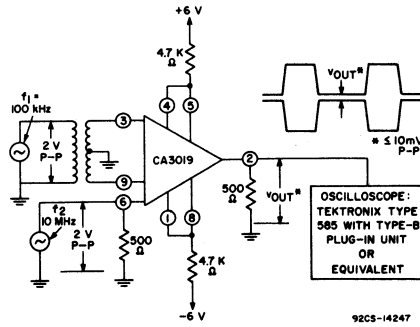 +6 V
4.7 K
Ω
f1 =
100 kHz
3
4
5
vOUT*
* ≤ 10mV
P-P
2 V
P-P
CA3019
2
9
6
500
Ω
vOUT*
f2
10 MHz
2 V
P-P
500
Ω
1
8
4.7 K
Ω
-6 V
OSCILLOSCOPE:
TEKTRONIX TYPE
585 WITH TYPE-B
PLUG-IN UNIT
OR
EQUIVALENT
92CS-14247